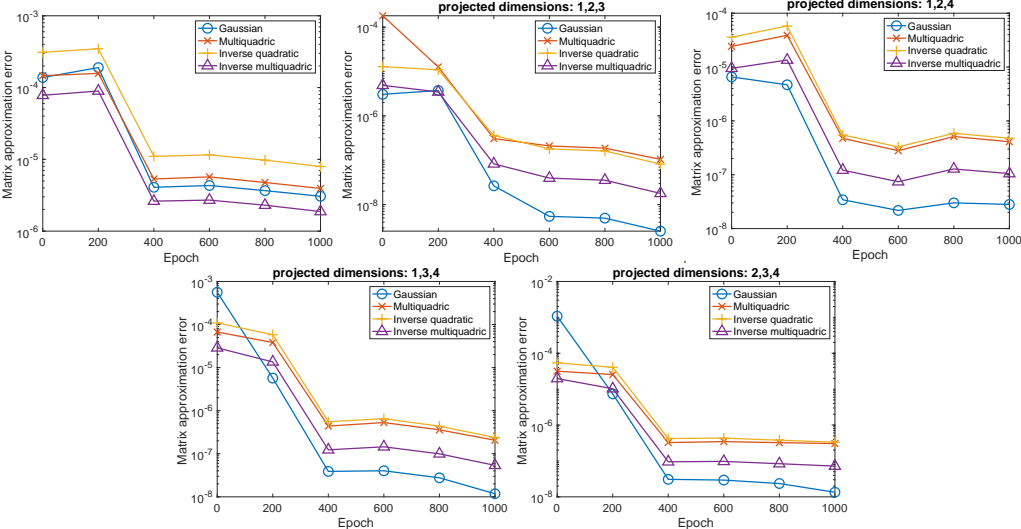 10-3
10-4
10-5
10-6
Matrix approximation error
0 200 400 600 800 1000
Epoch
Gaussian
Multiquadric
Inverse quadratic
Inverse multiquadric
projected dimensions: 1,2,3
10-4
10-6
10-8
Matrix approximation error
0 200 400 600 800 1000
Epoch
Gaussian
Multiquadric
Inverse quadratic
Inverse multiquadric
projected dimensions: 1,2,4
10-4
10-5
10-6
10-7
10-8
Matrix approximation error
0 200 400 600 800 1000
Epoch
Gaussian
Multiquadric
Inverse quadratic
Inverse multiquadric
projected dimensions: 1,3,4
10-3
10-4
10-5
10-6
10-7
10-8
Matrix approximation error
0 200 400 600 800 1000
Epoch
Gaussian
Multiquadric
Inverse quadratic
Inverse multiquadric
projected dimensions: 2,3,4
10-2
10-4
10-6
10-8
Matrix approximation error
0 200 400 600 800 1000
Epoch
Gaussian
Multiquadric
Inverse quadratic
Inverse multiquadric